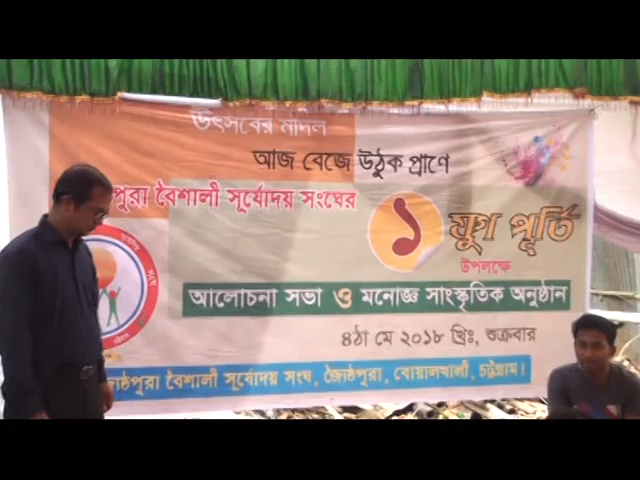 উৎসবের মাদল
আজ বেজে উঠুক প্রাণে
পুরা বৈশালী সূর্যোদয় সংঘের
১ যুগ পূর্তি
উপলক্ষে
আলোচনা সভা ও মনোজ্ঞ সাংস্কৃতিক অনুষ্ঠান
৪ঠা মে ২০১৮ খ্রিঃ, শুক্রবার
জ্যৈষ্ঠপুরা বৈশালী সূর্যোদয় সংঘ, জ্যৈষ্ঠপুরা, বোয়ালখালী, চট্টগ্রাম।